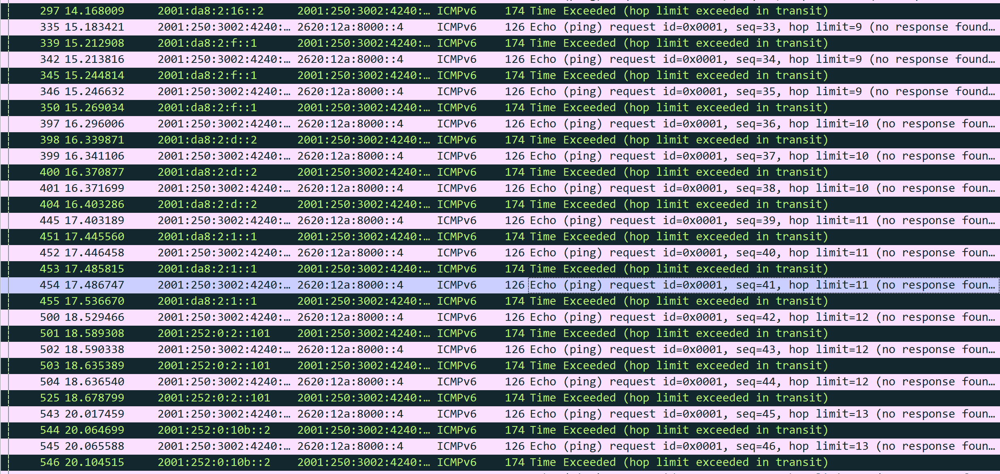 297 14.168009 2001:da8:2:16::2 2001:250:3002:4240:… ICMPv6 174 Time Exceeded (hop limit exceeded in transit)
335 15.183421 2001:250:3002:4240:… 2620:12a:8000::4 ICMPv6 126 Echo (ping) request id=0x0001, seq=33, hop limit=9 (no response found…
339 15.212908 2001:da8:2:f::1 2001:250:3002:4240:… ICMPv6 174 Time Exceeded (hop limit exceeded in transit)
342 15.213816 2001:250:3002:4240:… 2620:12a:8000::4 ICMPv6 126 Echo (ping) request id=0x0001, seq=34, hop limit=9 (no response found…
345 15.244814 2001:da8:2:f::1 2001:250:3002:4240:… ICMPv6 174 Time Exceeded (hop limit exceeded in transit)
346 15.246632 2001:250:3002:4240:… 2620:12a:8000::4 ICMPv6 126 Echo (ping) request id=0x0001, seq=35, hop limit=9 (no response found…
350 15.269034 2001:da8:2:f::1 2001:250:3002:4240:… ICMPv6 174 Time Exceeded (hop limit exceeded in transit)
397 16.296006 2001:250:3002:4240:… 2620:12a:8000::4 ICMPv6 126 Echo (ping) request id=0x0001, seq=36, hop limit=10 (no response foun…
398 16.339871 2001:da8:2:d::2 2001:250:3002:4240:… ICMPv6 174 Time Exceeded (hop limit exceeded in transit)
399 16.341106 2001:250:3002:4240:… 2620:12a:8000::4 ICMPv6 126 Echo (ping) request id=0x0001, seq=37, hop limit=10 (no response foun…
400 16.370877 2001:da8:2:d::2 2001:250:3002:4240:… ICMPv6 174 Time Exceeded (hop limit exceeded in transit)
401 16.371699 2001:250:3002:4240:… 2620:12a:8000::4 ICMPv6 126 Echo (ping) request id=0x0001, seq=38, hop limit=10 (no response foun…
404 16.403286 2001:da8:2:d::2 2001:250:3002:4240:… ICMPv6 174 Time Exceeded (hop limit exceeded in transit)
445 17.403189 2001:250:3002:4240:… 2620:12a:8000::4 ICMPv6 126 Echo (ping) request id=0x0001, seq=39, hop limit=11 (no response foun…
451 17.445560 2001:da8:2:1::1 2001:250:3002:4240:… ICMPv6 174 Time Exceeded (hop limit exceeded in transit)
452 17.446458 2001:250:3002:4240:… 2620:12a:8000::4 ICMPv6 126 Echo (ping) request id=0x0001, seq=40, hop limit=11 (no response foun…
453 17.485815 2001:da8:2:1::1 2001:250:3002:4240:… ICMPv6 174 Time Exceeded (hop limit exceeded in transit)
454 17.486747 2001:250:3002:4240:… 2620:12a:8000::4 ICMPv6 126 Echo (ping) request id=0x0001, seq=41, hop limit=11 (no response foun…
455 17.536670 2001:da8:2:1::1 2001:250:3002:4240:… ICMPv6 174 Time Exceeded (hop limit exceeded in transit)
500 18.529466 2001:250:3002:4240:… 2620:12a:8000::4 ICMPv6 126 Echo (ping) request id=0x0001, seq=42, hop limit=12 (no response foun…
501 18.589308 2001:252:0:2::101 2001:250:3002:4240:… ICMPv6 174 Time Exceeded (hop limit exceeded in transit)
502 18.590338 2001:250:3002:4240:… 2620:12a:8000::4 ICMPv6 126 Echo (ping) request id=0x0001, seq=43, hop limit=12 (no response foun…
503 18.635389 2001:252:0:2::101 2001:250:3002:4240:… ICMPv6 174 Time Exceeded (hop limit exceeded in transit)
504 18.636540 2001:250:3002:4240:… 2620:12a:8000::4 ICMPv6 126 Echo (ping) request id=0x0001, seq=44, hop limit=12 (no response foun…
525 18.678799 2001:252:0:2::101 2001:250:3002:4240:… ICMPv6 174 Time Exceeded (hop limit exceeded in transit)
543 20.017459 2001:250:3002:4240:… 2620:12a:8000::4 ICMPv6 126 Echo (ping) request id=0x0001, seq=45, hop limit=13 (no response foun…
544 20.064699 2001:252:0:10b::2 2001:250:3002:4240:… ICMPv6 174 Time Exceeded (hop limit exceeded in transit)
545 20.065588 2001:250:3002:4240:… 2620:12a:8000::4 ICMPv6 126 Echo (ping) request id=0x0001, seq=46, hop limit=13 (no response foun…
546 20.104515 2001:252:0:10b::2 2001:250:3002:4240:… ICMPv6 174 Time Exceeded (hop limit exceeded in transit)